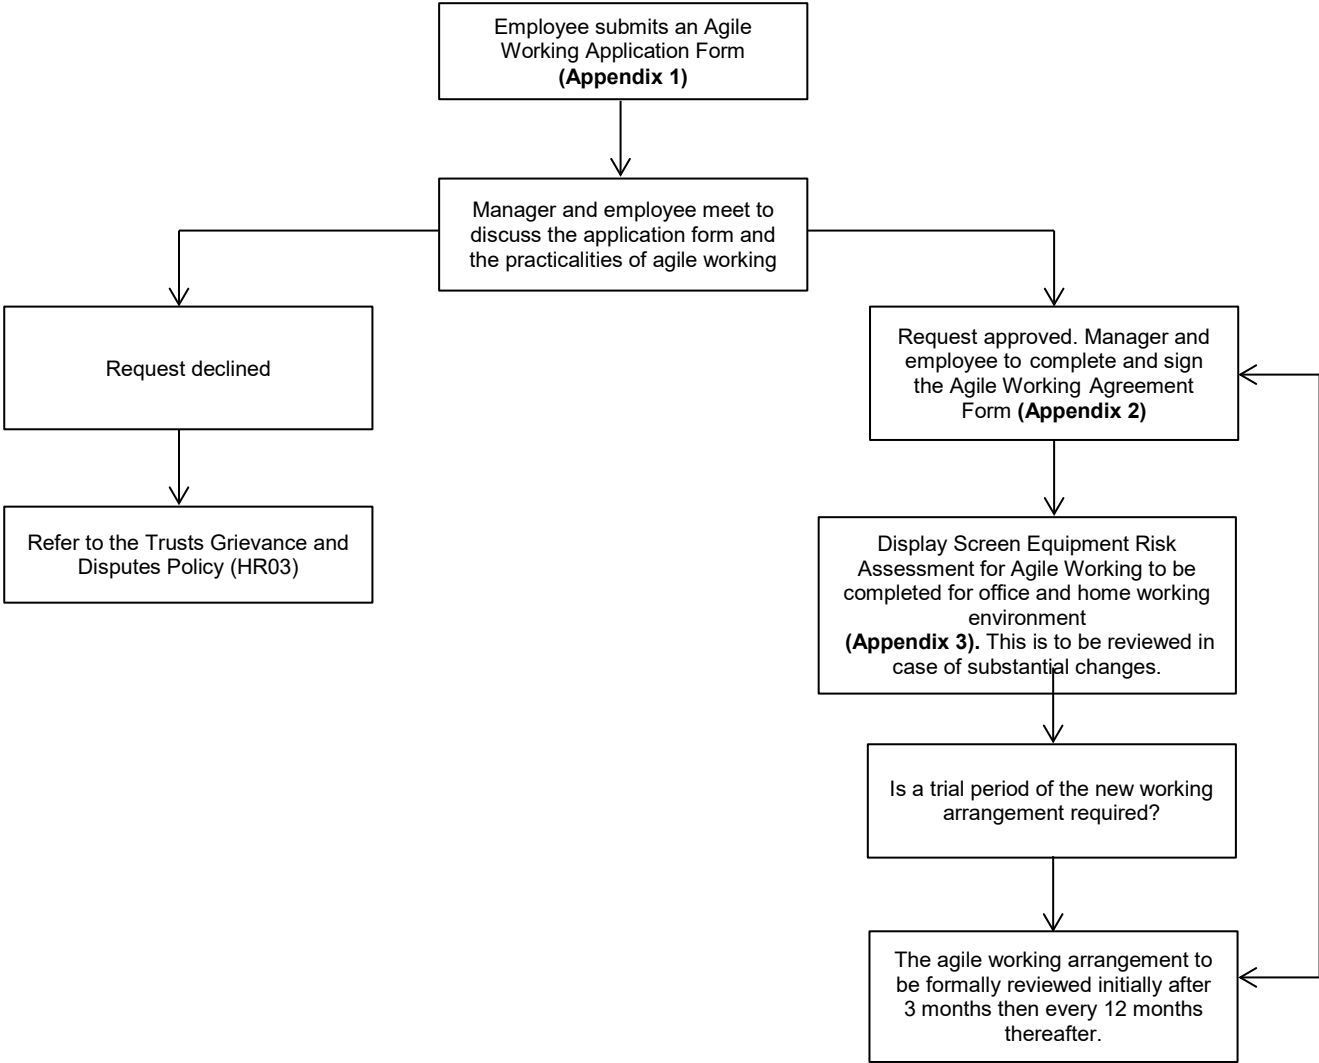 Employee submits an Agile
Working Application Form
(Appendix 1)
Manager and employee meet to
discuss the application form and
the practicalities of agile working
Request declined
Request approved. Manager and
employee to complete and sign
the Agile Working Agreement
Form (Appendix 2)
Refer to the Trusts Grievance and
Disputes Policy (HR03)
Display Screen Equipment Risk
Assessment for Agile Working to be
completed for office and home working
environment
(Appendix 3). This is to be reviewed in
case of substantial changes.
Is a trial period of the new working
arrangement required?
The agile working arrangement to
be formally reviewed initially after
3 months then every 12 months
thereafter.